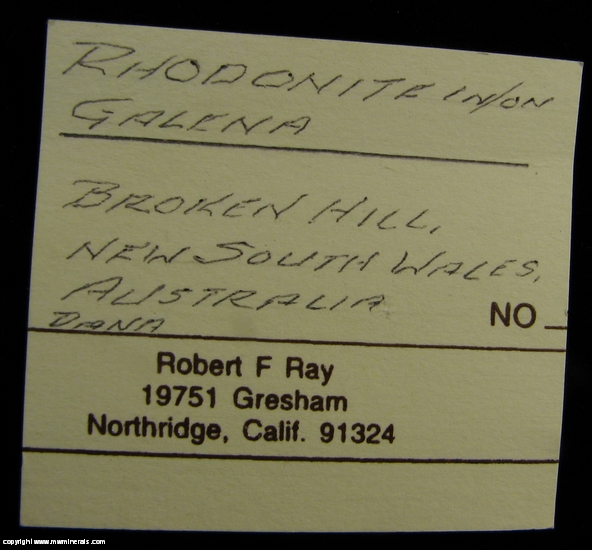 RHODONITE IN/ON
GALENA
BROKEN HILL,
NEW SOUTH WALES,
AUSTRALIA
DANA
NO
Robert F Ray
19751 Gresham
Northridge, Calif. 91324
copyright www.mwminerals.com